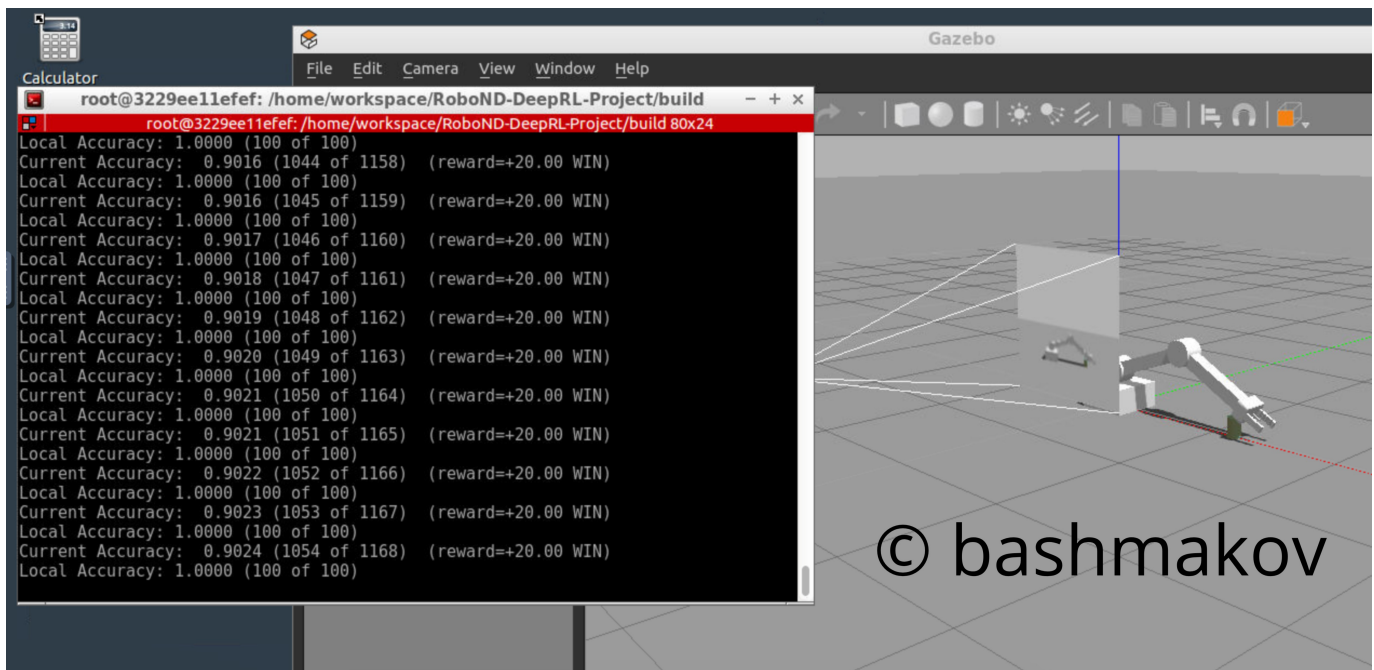 3.14
Calculator
Gazebo
File Edit Camera View Window Help
root@3229ee11efef: /home/workspace/RoboND-DeepRL-Project/build
root@3229ee11efef: /home/workspace/RoboND-DeepRL-Project/build 80x24
Local Accuracy: 1.0000 (100 of 100)
Current Accuracy:  0.9016 (1044 of 1158)  (reward=+20.00 WIN)
Local Accuracy: 1.0000 (100 of 100)
Current Accuracy:  0.9016 (1045 of 1159)  (reward=+20.00 WIN)
Local Accuracy: 1.0000 (100 of 100)
Current Accuracy:  0.9017 (1046 of 1160)  (reward=+20.00 WIN)
Local Accuracy: 1.0000 (100 of 100)
Current Accuracy:  0.9018 (1047 of 1161)  (reward=+20.00 WIN)
Local Accuracy: 1.0000 (100 of 100)
Current Accuracy:  0.9019 (1048 of 1162)  (reward=+20.00 WIN)
Local Accuracy: 1.0000 (100 of 100)
Current Accuracy:  0.9020 (1049 of 1163)  (reward=+20.00 WIN)
Local Accuracy: 1.0000 (100 of 100)
Current Accuracy:  0.9021 (1050 of 1164)  (reward=+20.00 WIN)
Local Accuracy: 1.0000 (100 of 100)
Current Accuracy:  0.9021 (1051 of 1165)  (reward=+20.00 WIN)
Local Accuracy: 1.0000 (100 of 100)
Current Accuracy:  0.9022 (1052 of 1166)  (reward=+20.00 WIN)
Local Accuracy: 1.0000 (100 of 100)
Current Accuracy:  0.9023 (1053 of 1167)  (reward=+20.00 WIN)
Local Accuracy: 1.0000 (100 of 100)
Current Accuracy:  0.9024 (1054 of 1168)  (reward=+20.00 WIN)
Local Accuracy: 1.0000 (100 of 100)
© bashmakov